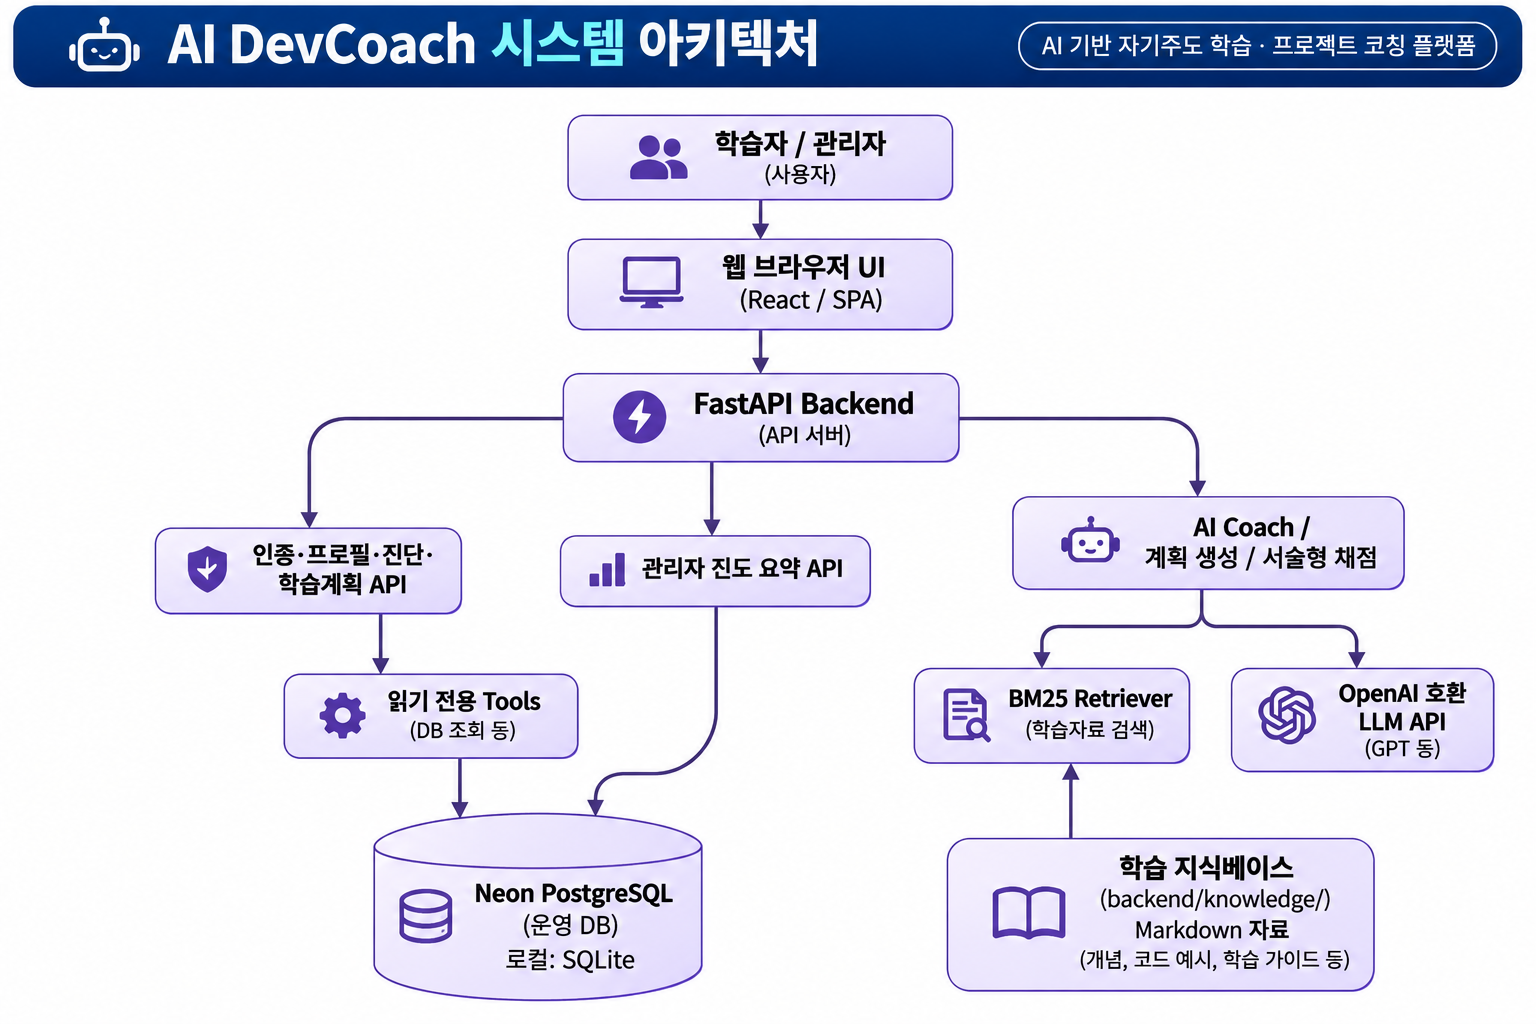 AI DevCoach 시스템 아키텍처
AI 기반 자기주도 학습 · 프로젝트 코칭 플랫폼
학습자 / 관리자
(사용자)
웹 브라우저 UI
(React / SPA)
FastAPI Backend
(API 서버)
인종·프로필·진단·
학습계획 API
관리자 진도 요약 API
AI Coach /
계획 생성 / 서술형 채점
읽기 전용 Tools
(DB 조회 둥)
BM25 Retriever
(학습자료 검색)
OpenAI 호환
LLM API
(GPT 둥)
Neon PostgreSQL
(운영 DB)
로컬: SQLite
학습 지식베이스
(backend/knowledge/)
Markdown 자료
(개념, 코드 예시, 학습 가이드 등)